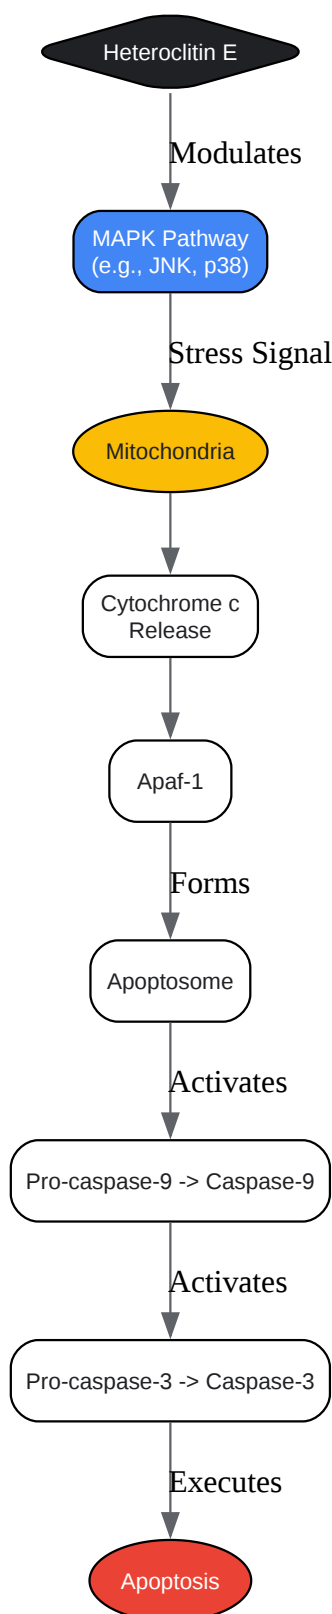 Heteroclitin E
Modulates
MAPK Pathway
(e.g., JNK, p38)
Stress Signal
Mitochondria
Cytochrome c
Release
Apaf-1
Forms
Apoptosome
Activates
Pro-caspase-9 -> Caspase-9
Activates
Pro-caspase-3 -> Caspase-3
Executes
Apoptosis